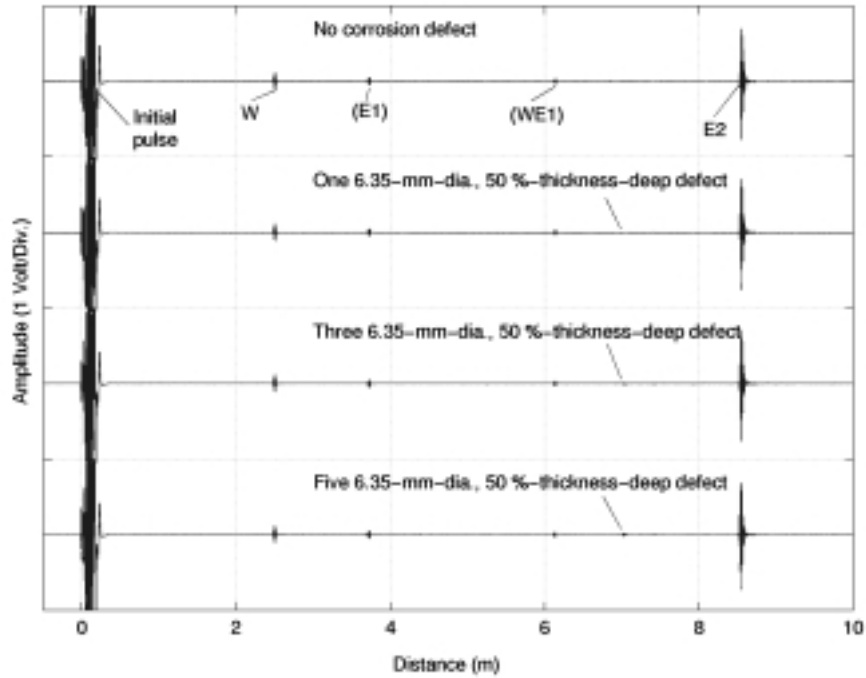 No corrosion defect
W
(E1)
(WE1)
E2
Initial
pulse
One 6.35-mm-dia., 50 %-thickness-deep defect
Three 6.35-mm-dia., 50 %-thickness-deep defect
Five 6.35-mm-dia., 50 %-thickness-deep defect
Amplitude (1 Volt/Div.)
0 2 4 6 8 10
Distance (m)